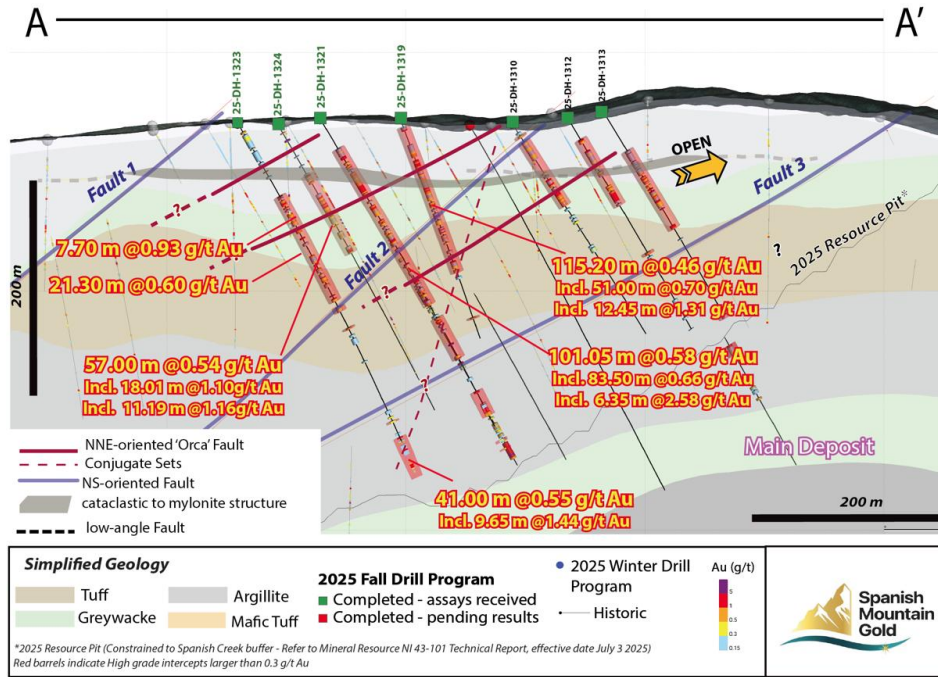 A
A'
25-DH-1323
25-DH-1324
25-DH-1321
25-DH-1319
25-DH-1310
25-DH-1312
25-DH-1313
OPEN
Fault 1
Fault 2
Fault 3
?
?
?
?
?
2025 Resource Pit*
200 m
7.70 m @0.93 g/t Au
21.30 m @0.60 g/t Au
57.00 m @0.54 g/t Au
Incl. 18.01 m @1.10g/t Au
Incl. 11.19 m @1.16g/t Au
115.20 m @0.46 g/t Au
Incl. 51.00 m @0.70 g/t Au
Incl. 12.45 m @1.31 g/t Au
101.05 m @0.58 g/t Au
Incl. 83.50 m @0.66 g/t Au
Incl. 6.35 m @2.58 g/t Au
41.00 m @0.55 g/t Au
Incl. 9.65 m @1.44 g/t Au
Main Deposit
200 m
NNE-oriented 'Orca' Fault
Conjugate Sets
NS-oriented Fault
cataclastic to mylonite structure
low-angle Fault
Simplified Geology
Tuff
Argillite
Greywacke
Mafic Tuff
2025 Fall Drill Program
Completed - assays received
Completed - pending results
2025 Winter Drill
Program
Historic
Au (g/t)
5
1
0.5
0.3
0.15
*2025 Resource Pit (Constrained to Spanish Creek buffer - Refer to Mineral Resource NI 43-101 Technical Report, effective date July 3 2025)
Red barrels indicate High grade intercepts larger than 0.3 g/t Au
Spanish
Mountain
Gold